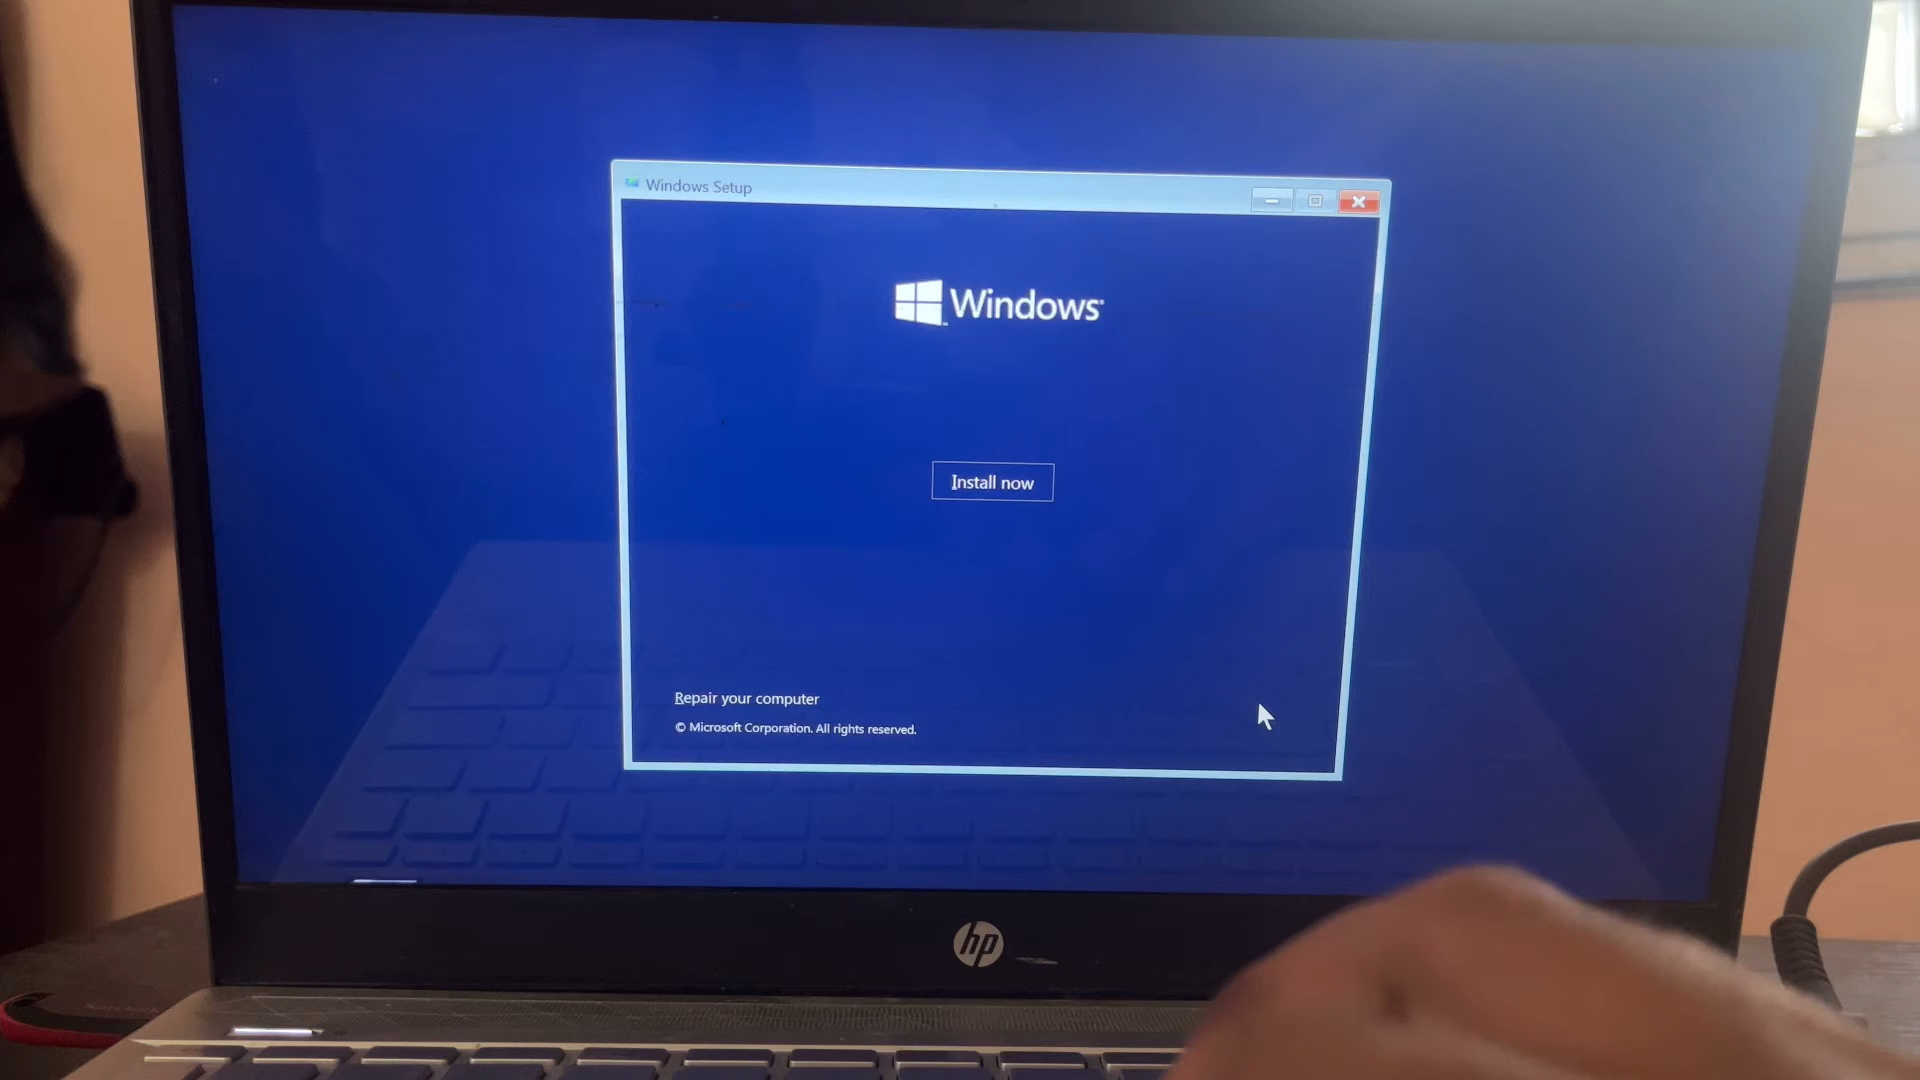 Windows Setup
Windows
Install now
Repair your computer
© Microsoft Corporation. All rights reserved.
hp